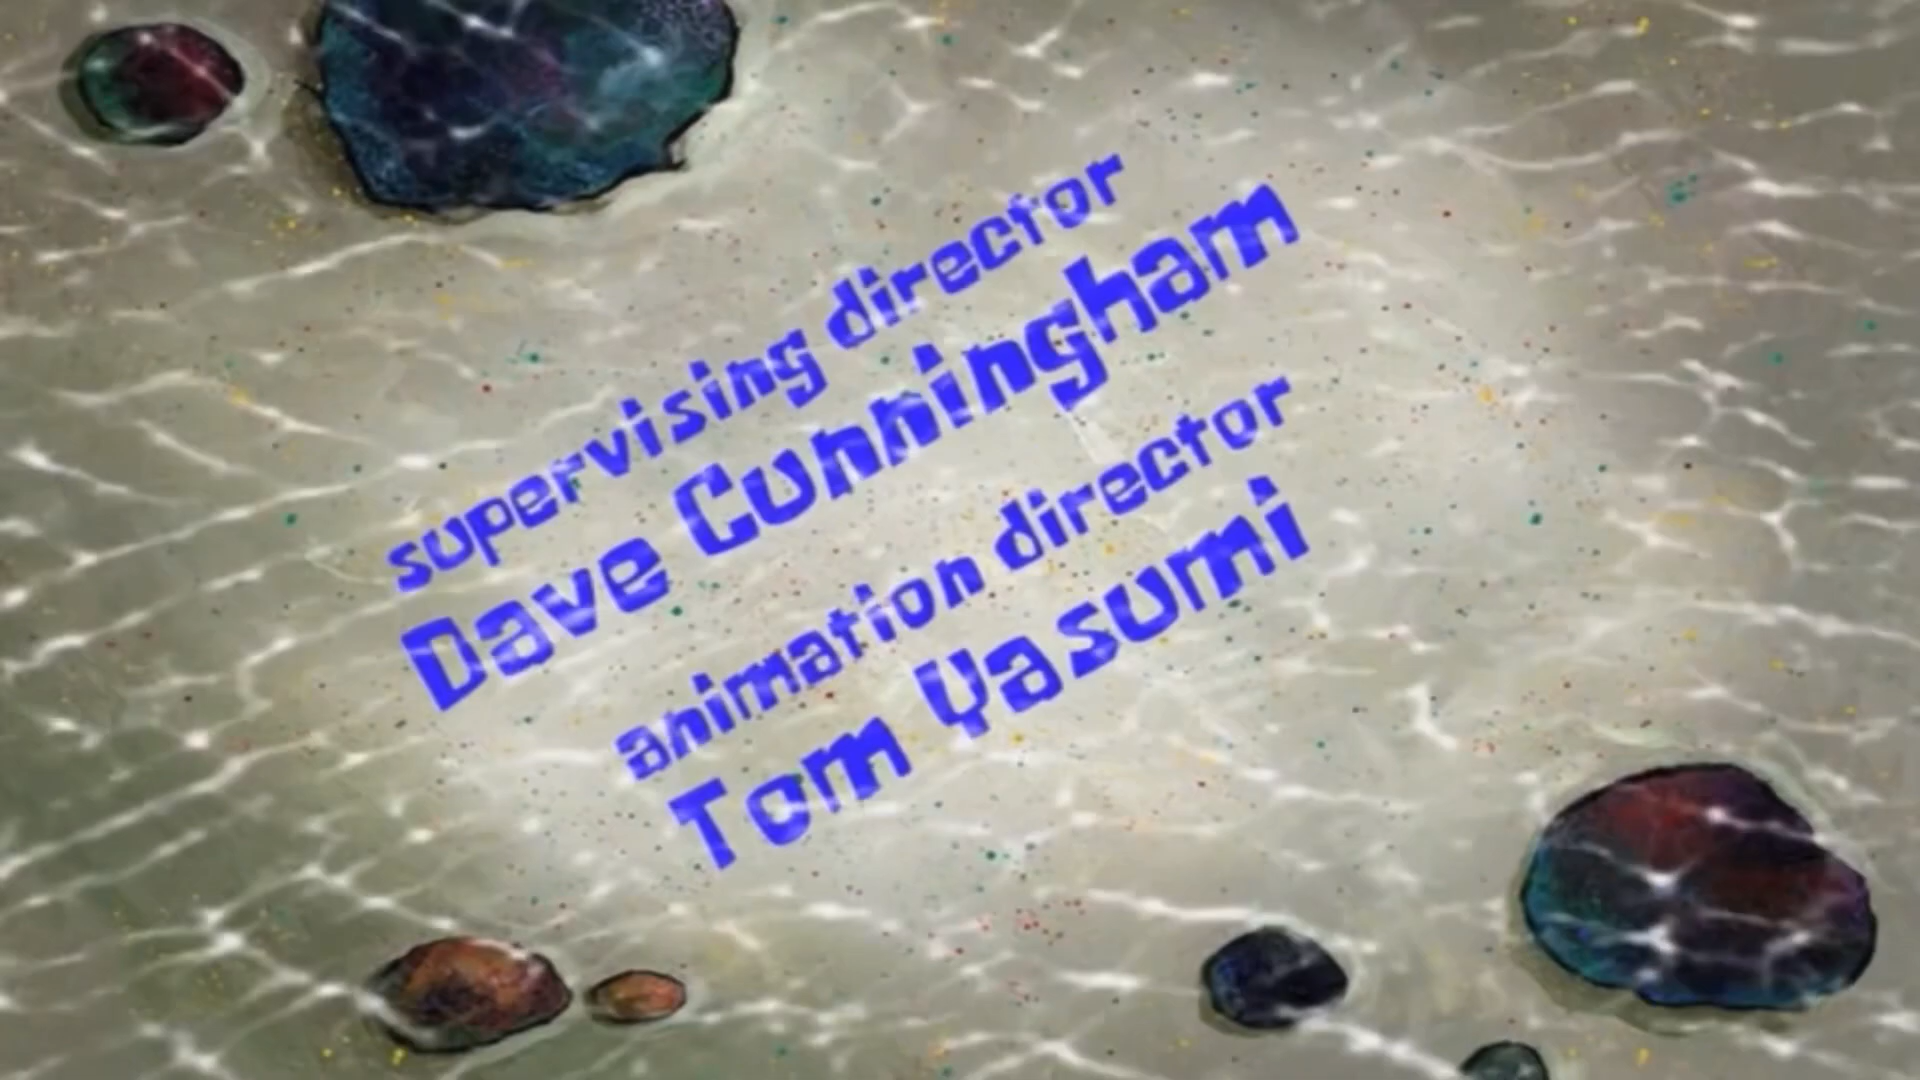 supervising director
Dave Cunningham
animation director
Tom Yasumi